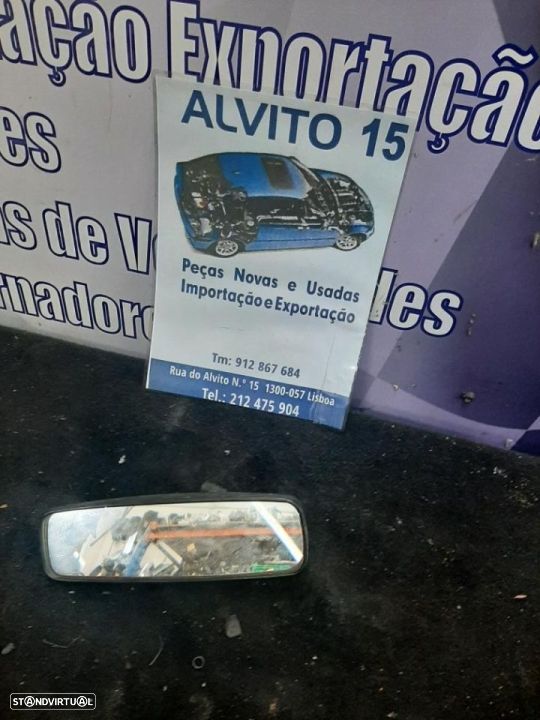 ação Exportação
es
s de V
des
rnadore
ALVITO 15
Peças Novas e Usadas
Importação e Exportação
Tm: 912 867 684
Rua do Alvito N.º 15 1300-057 Lisboa
Tel.: 212 475 904
STANDVIRTUAL